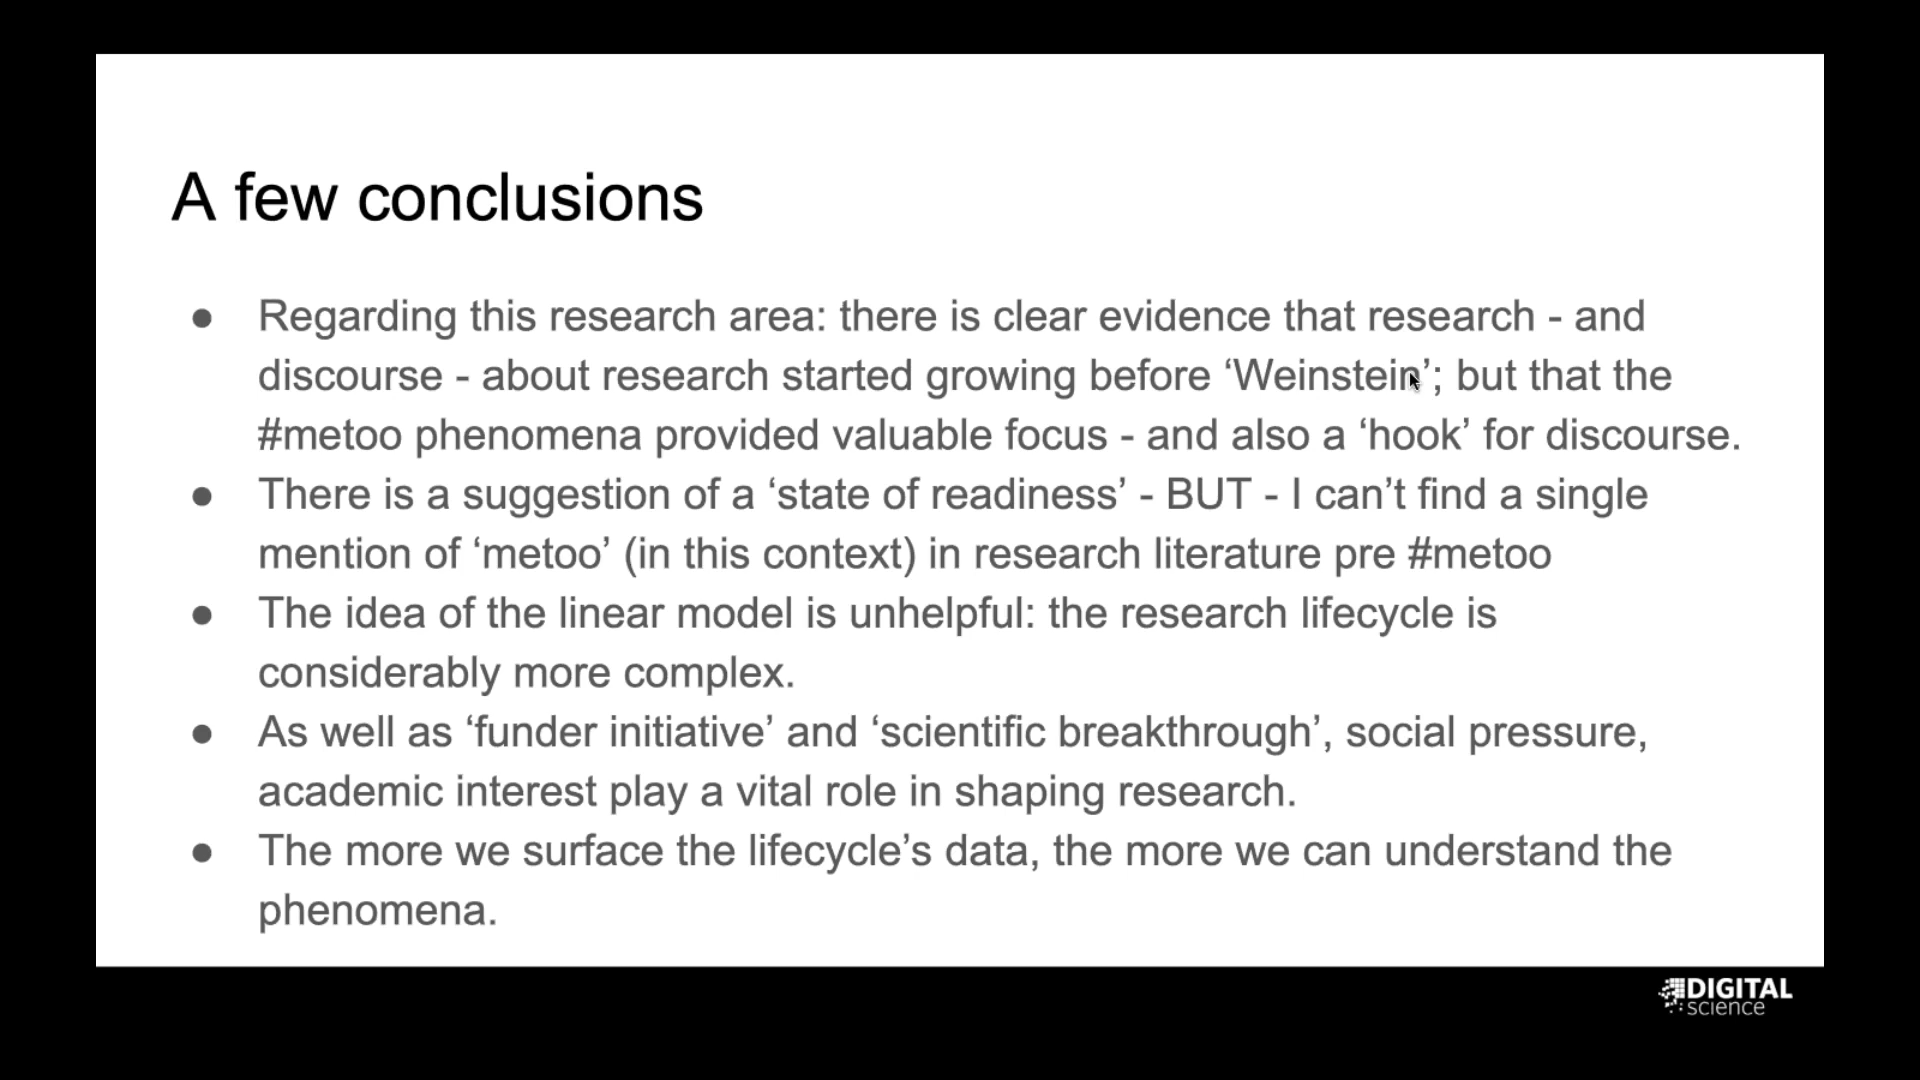 A few conclusions
● Regarding this research area: there is clear evidence that research - and
discourse - about research started growing before ‘Weinstein’; but that the
#metoo phenomena provided valuable focus - and also a ‘hook’ for discourse.
● There is a suggestion of a ‘state of readiness’ - BUT - I can’t find a single
mention of ‘metoo’ (in this context) in research literature pre #metoo
● The idea of the linear model is unhelpful: the research lifecycle is
considerably more complex.
● As well as ‘funder initiative’ and ‘scientific breakthrough’, social pressure,
academic interest play a vital role in shaping research.
● The more we surface the lifecycle’s data, the more we can understand the
phenomena.
DIGITAL
science